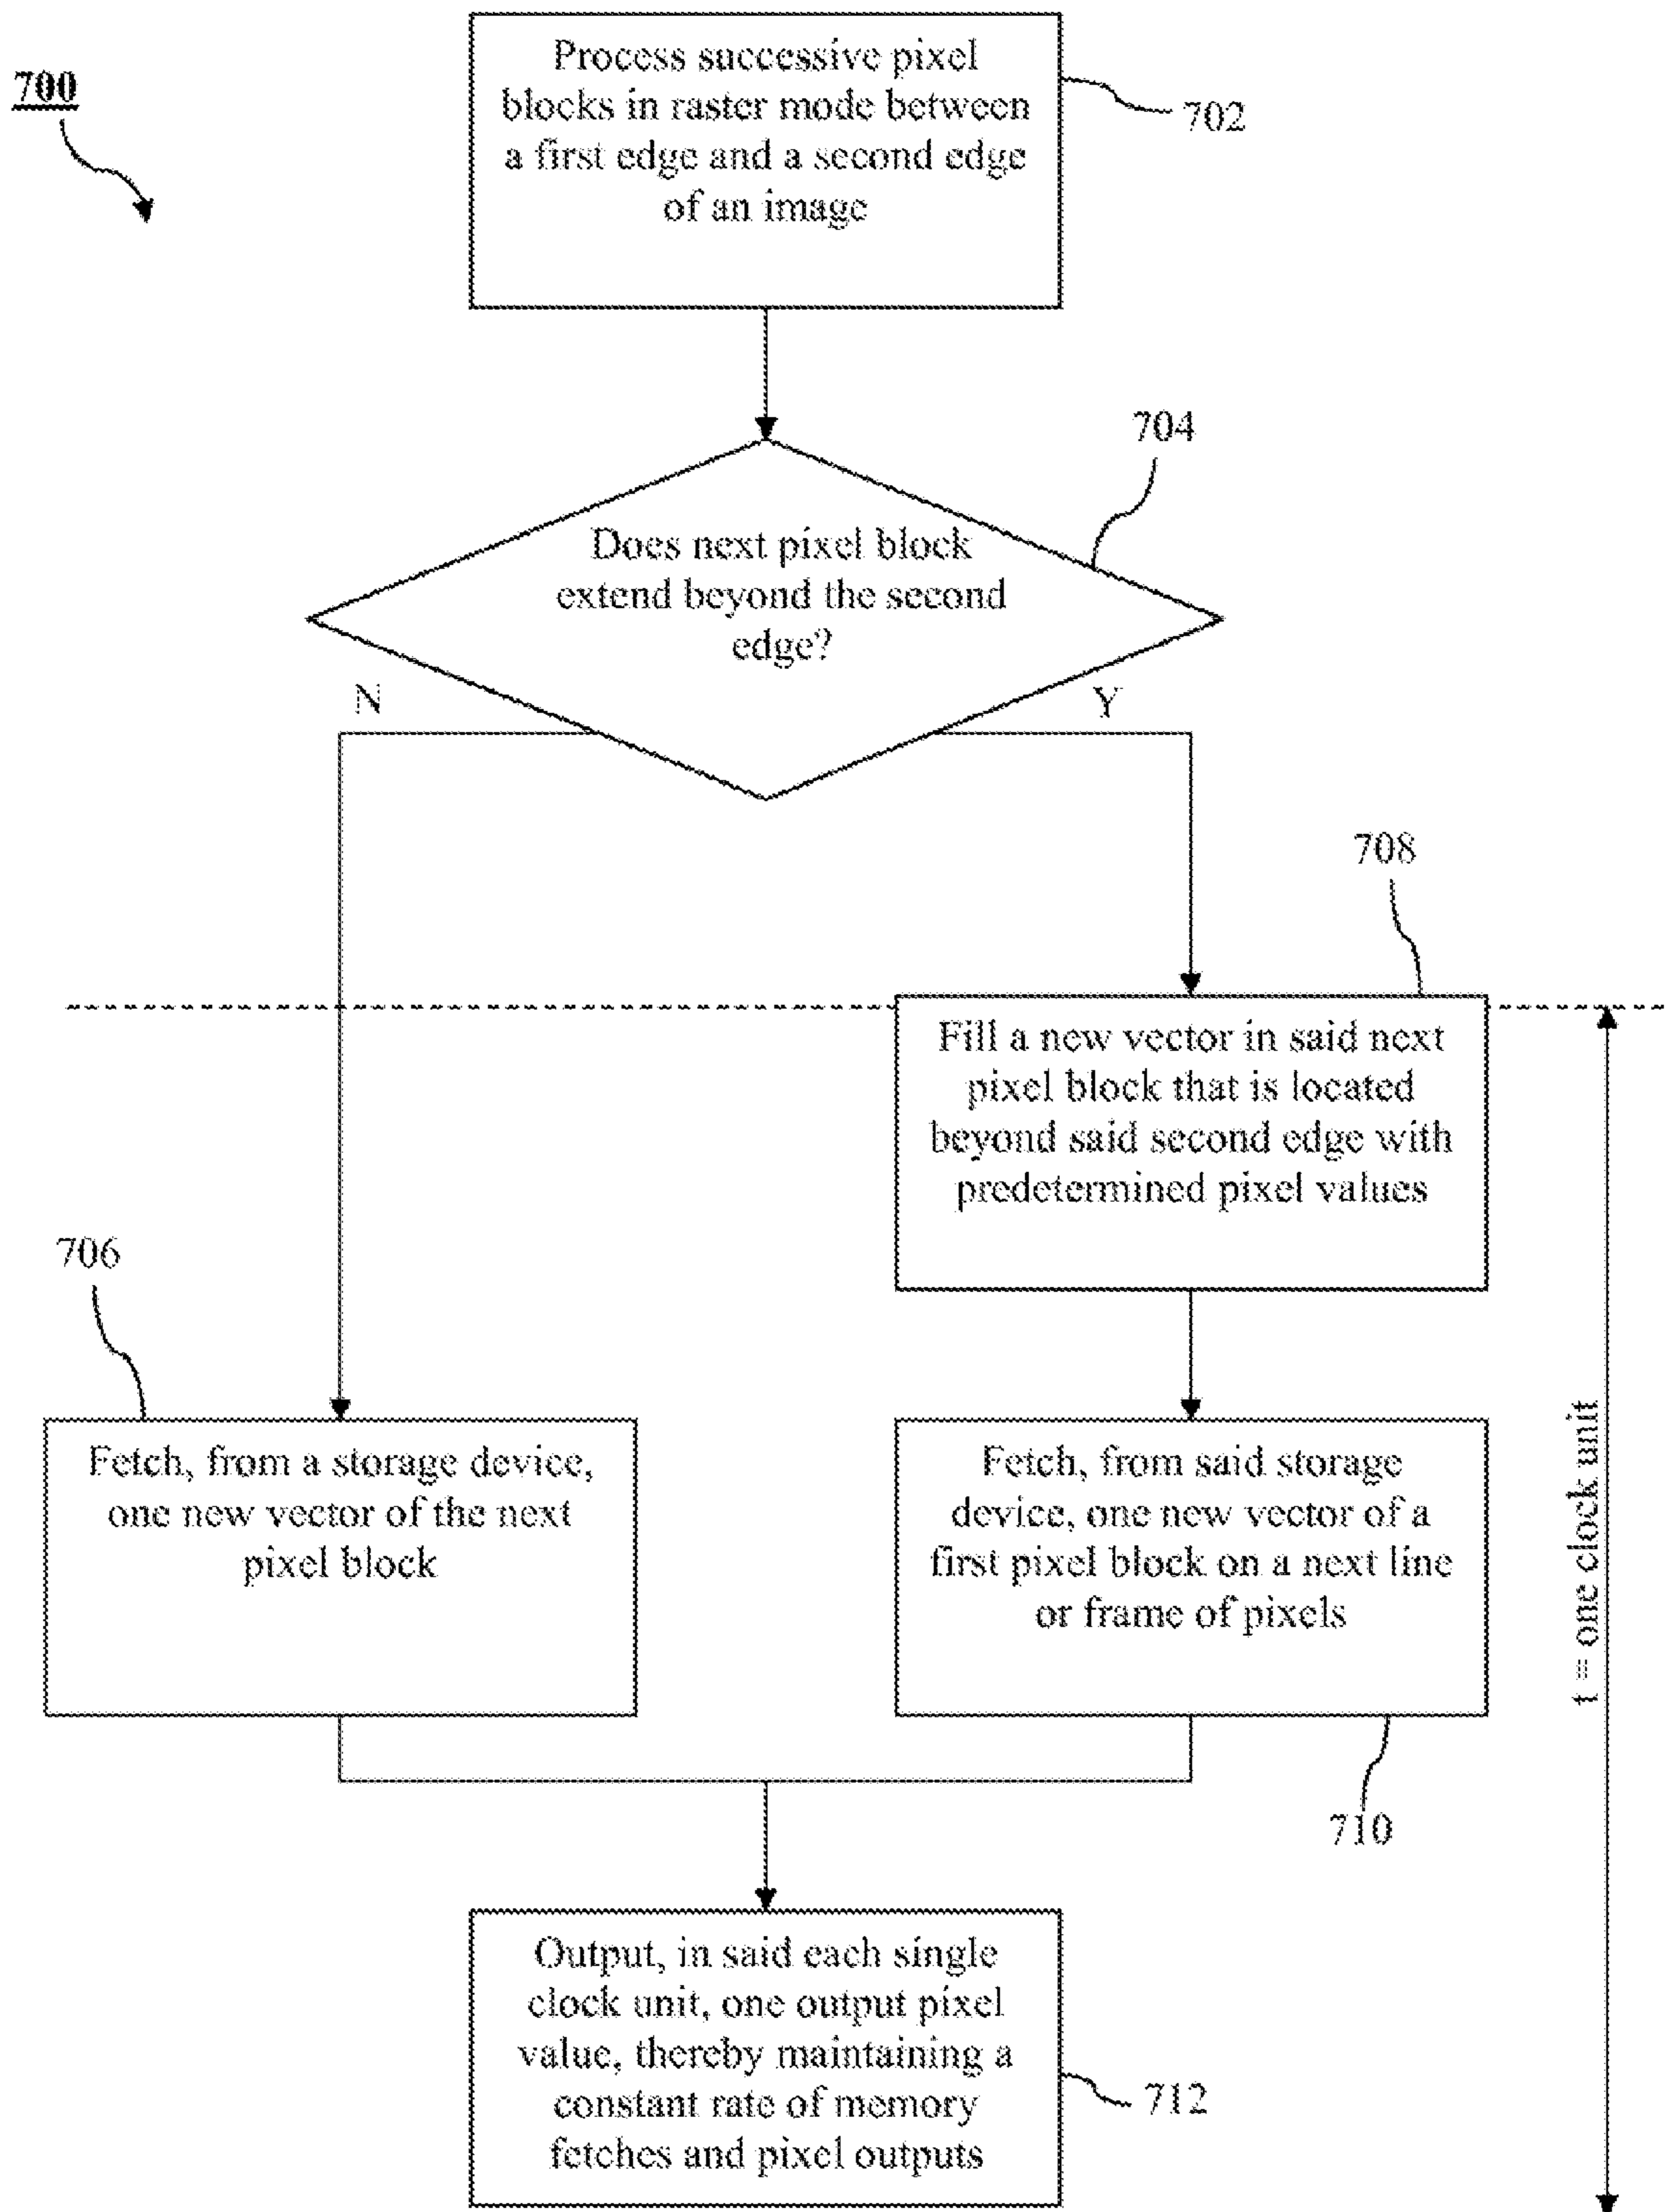 700
Process successive pixel
blocks in raster mode between
a first edge and a second edge
of an image
702
704
Does next pixel block
extend beyond the second
edge?
N
Y
708
Fill a new vector in said next
pixel block that is located
beyond said second edge with
predetermined pixel values
706
Fetch, from a storage device,
one new vector of the next
pixel block
Fetch, from said storage
device, one new vector of a
first pixel block on a next line
or frame of pixels
t = one clock unit
710
Output, in said each single
clock unit, one output pixel
value, thereby maintaining a
constant rate of memory
fetches and pixel outputs
712